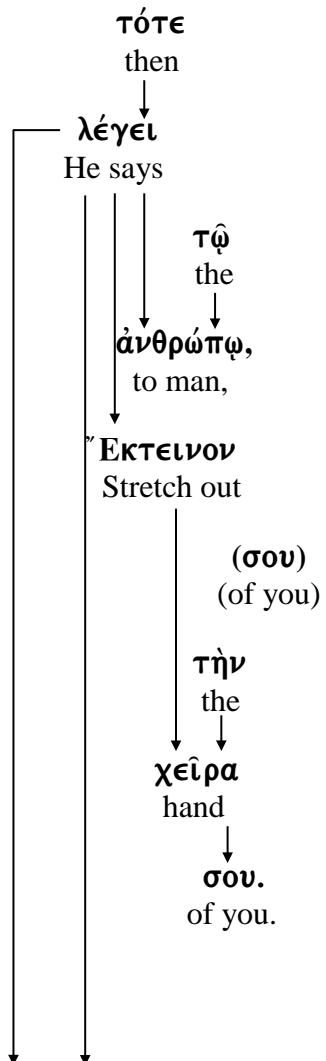 τότε
then
λέγει
He says
τῷ
the
ἀνθρώπῳ,
to man,
Ἔκτεινον
Stretch out
(σου)
(of you)
τὴν
the
χεῖρα
hand
σου.
of you.